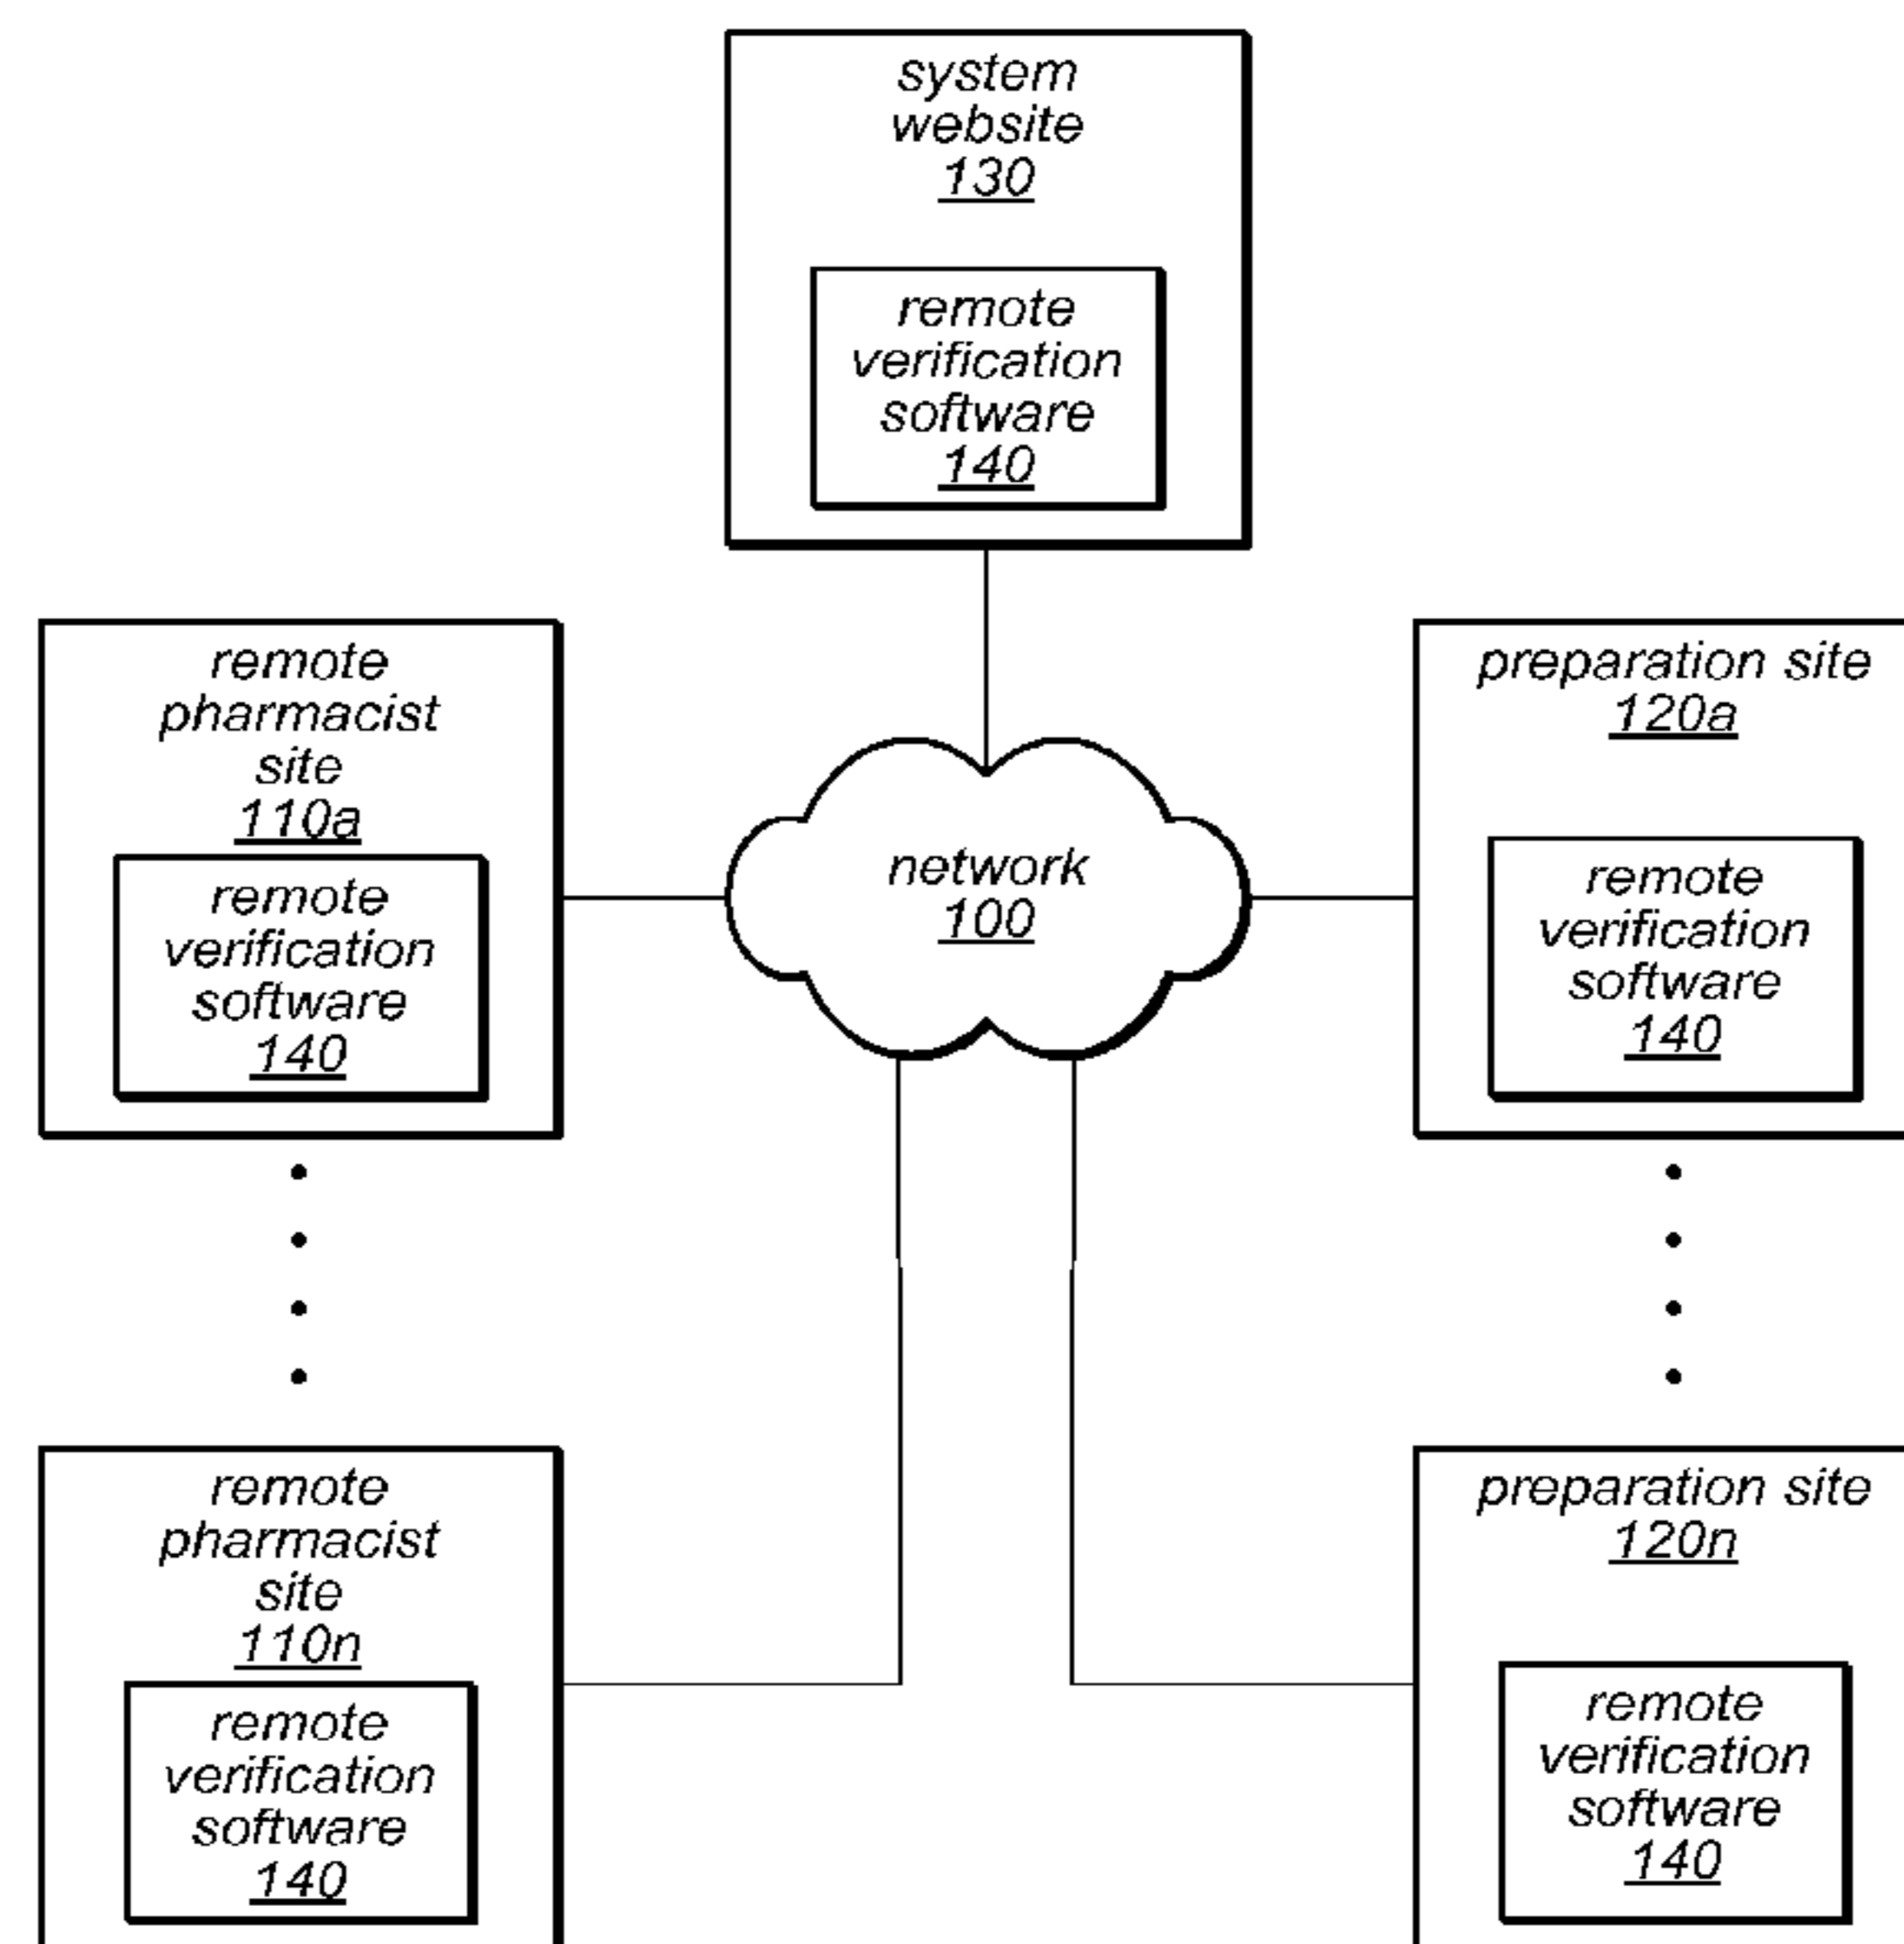 system
website
130
remote
verification
software
140
remote
pharmacist
site
110a
remote
verification
software
140
network
100
preparation site
120a
remote
verification
software
140
remote
pharmacist
site
110n
remote
verification
software
140
preparation site
120n
remote
verification
software
140